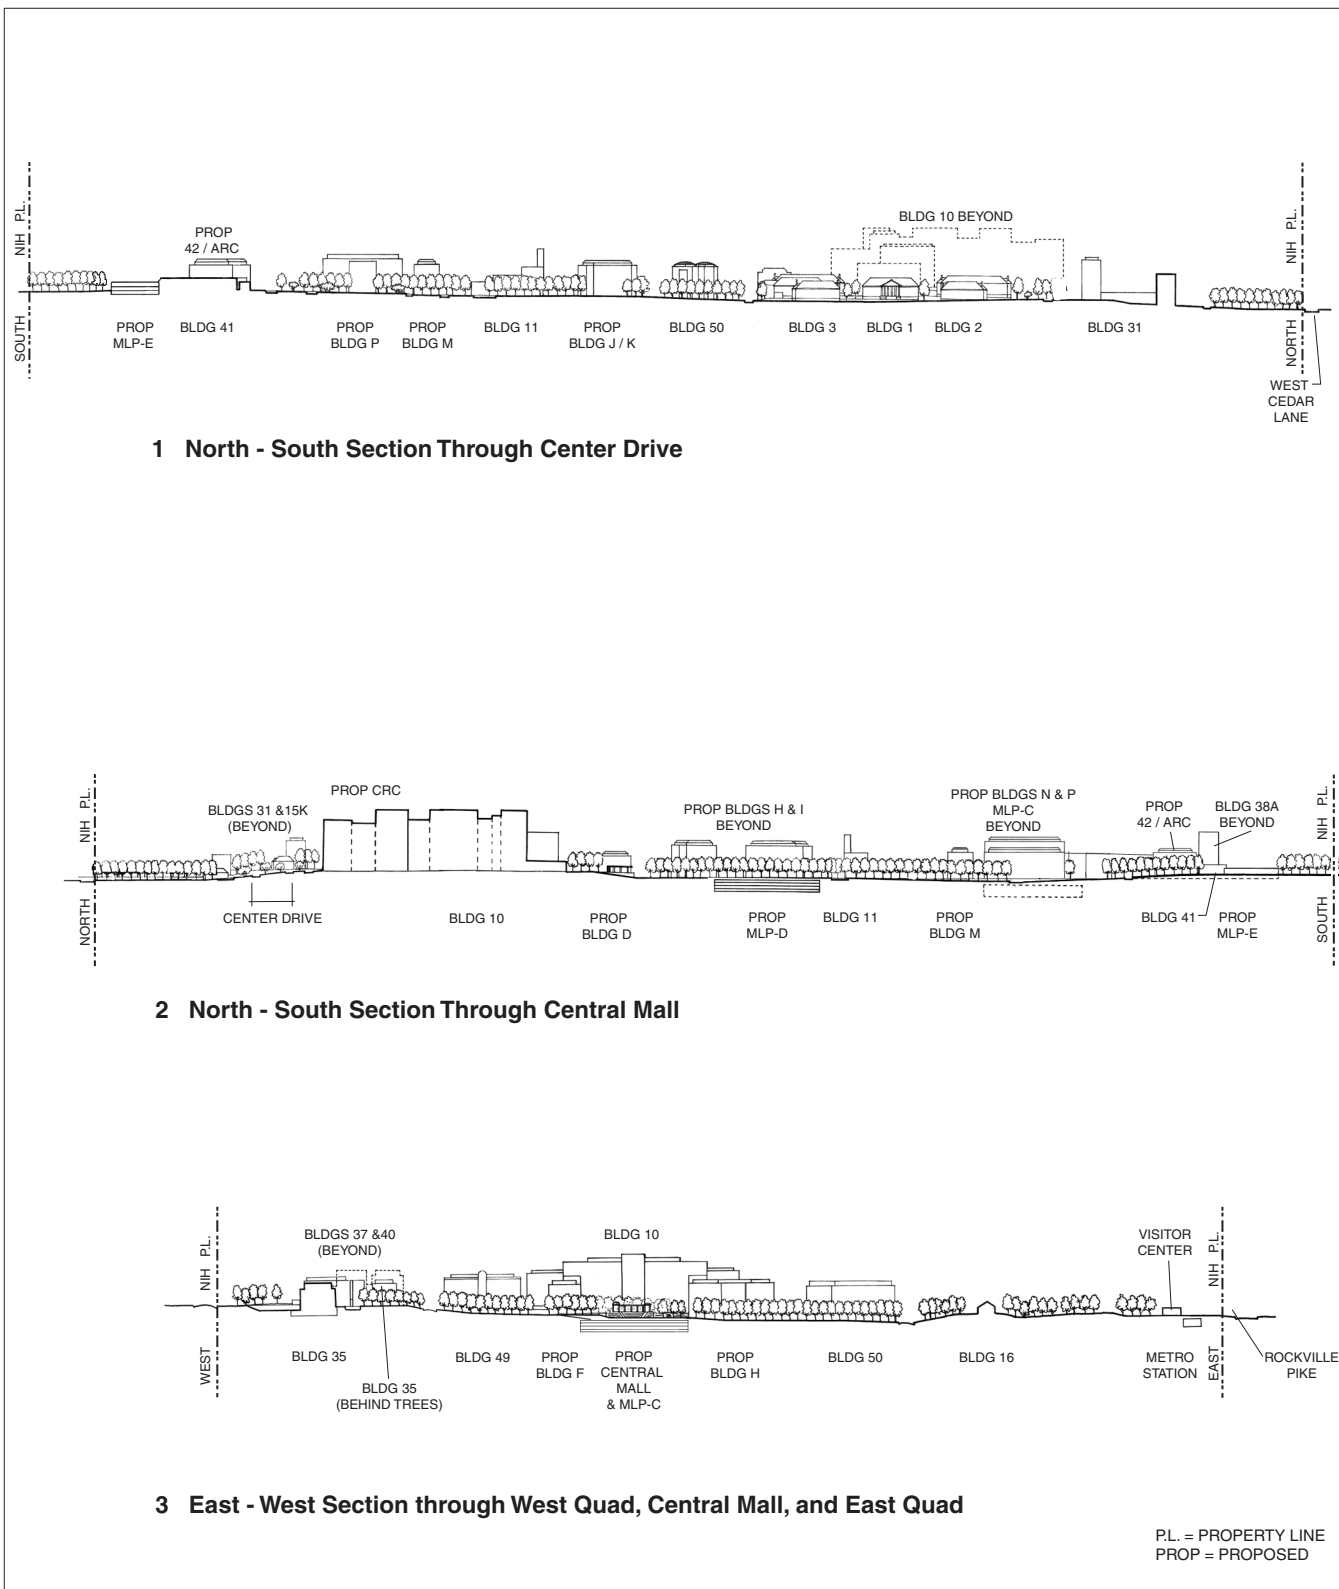 NIH P.L.
SOUTH
PROP
42 / ARC
BLDG 10 BEYOND
NIH P.L.
NORTH
PROP
MLP-E
BLDG 41
PROP
BLDG P
PROP
BLDG M
BLDG 11
PROP
BLDG J / K
BLDG 50
BLDG 3
BLDG 1
BLDG 2
BLDG 31
WEST
CEDAR
LANE
1 North - South Section Through Center Drive
NIH P.L.
NORTH
BLDGS 31 &15K
(BEYOND)
PROP CRC
PROP BLDGS H & I
BEYOND
PROP BLDGS N & P
MLP-C
BEYOND
PROP
42 / ARC
BLDG 38A
BEYOND
NIH P.L.
SOUTH
CENTER DRIVE
BLDG 10
PROP
BLDG D
PROP
MLP-D
BLDG 11
PROP
BLDG M
BLDG 41
PROP
MLP-E
2 North - South Section Through Central Mall
NIH P.L.
WEST
BLDGS 37 &40
(BEYOND)
BLDG 10
VISITOR
CENTER
NIH P.L.
EAST
BLDG 35
BLDG 35
(BEHIND TREES)
BLDG 49
PROP
BLDG F
PROP
CENTRAL
MALL
& MLP-C
PROP
BLDG H
BLDG 50
BLDG 16
METRO
STATION
ROCKVILLE
PIKE
3 East - West Section through West Quad, Central Mall, and East Quad
P.L. = PROPERTY LINE
PROP = PROPOSED